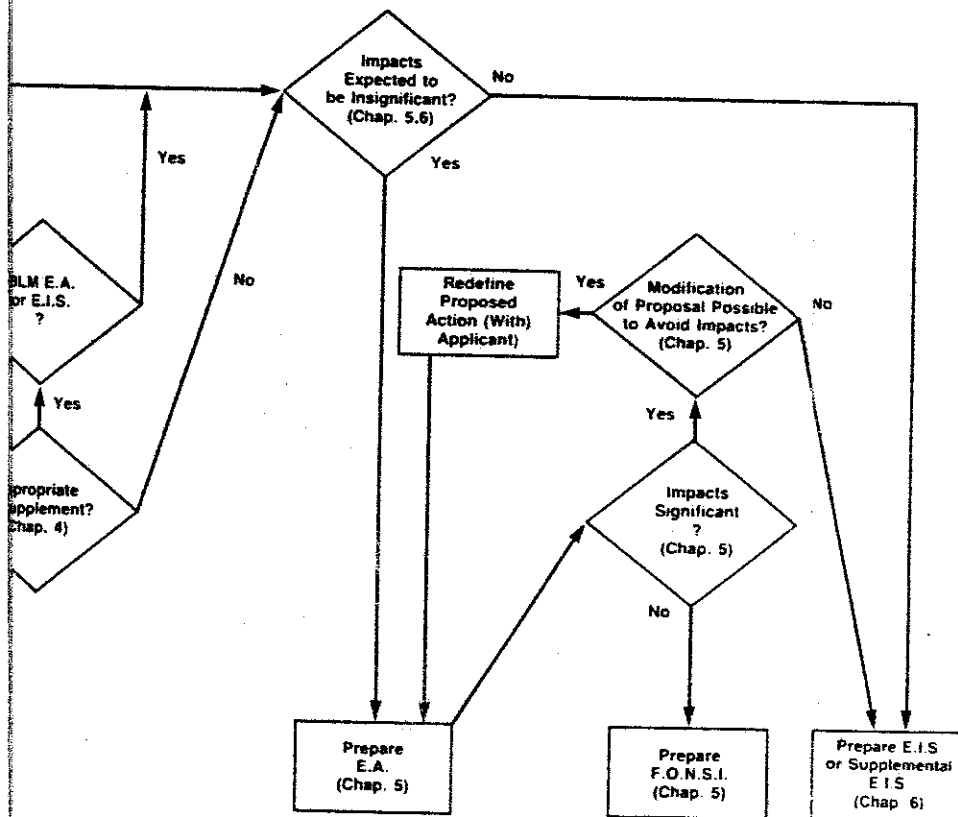 Impacts
Expected to
be Insignificant?
(Chap. 5.6)
No
Yes
Yes
No
BLM E.A.
or E.I.S.
?
Yes
propriate
upplement?
Chap. 4)
Redefine
Proposed
Action (With)
Applicant)
Yes
Modification
of Proposal Possible
to Avoid Impacts?
(Chap. 5)
No
Yes
Impacts
Significant
?
(Chap. 5)
No
Prepare
E.A.
(Chap. 5)
Prepare
F.O.N.S.I.
(Chap. 5)
Prepare E.I.S
or Supplemental
E I.S
(Chap 6)